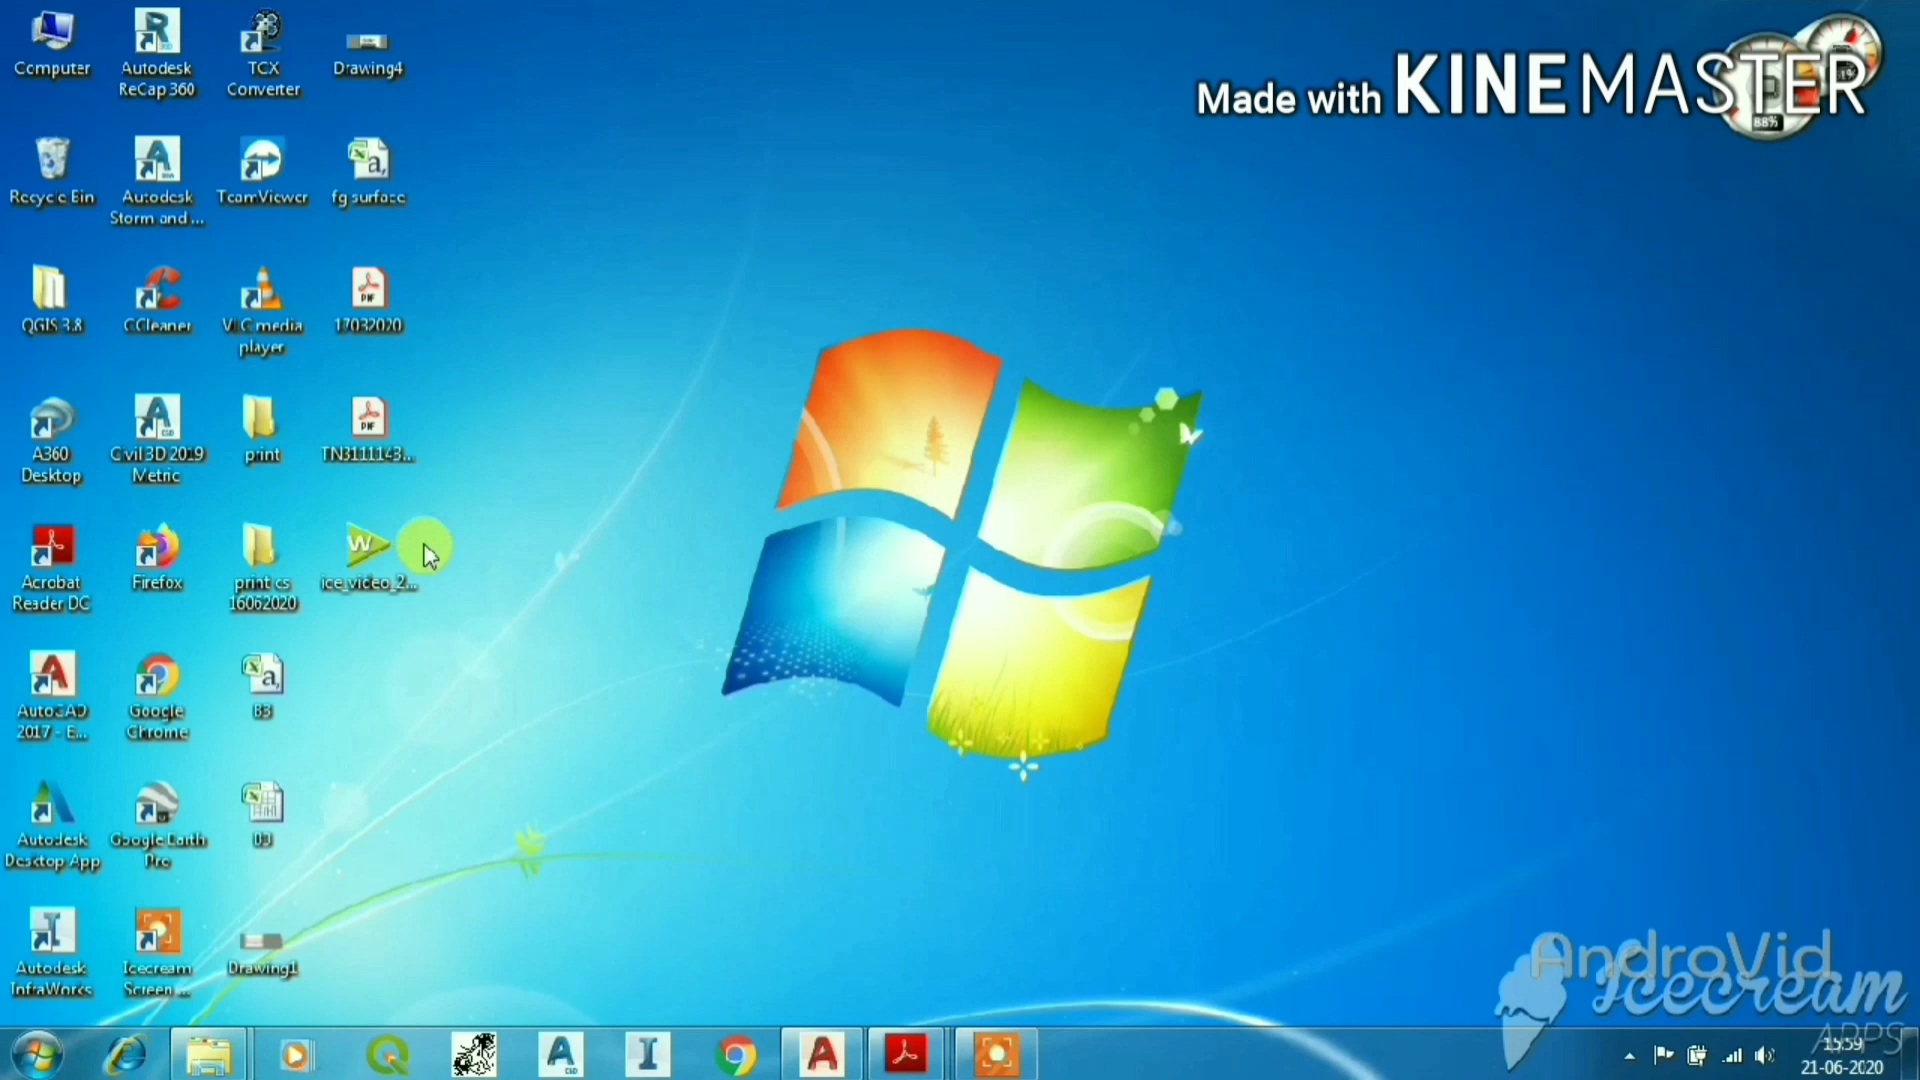 Computer
Autodesk
ReCap 360
TCX
Converter
Drawing4
Made with KINEMASTER
88%
Recycle Bin
Autodesk
Storm and ...
TeamViewer
fg surface
QGIS 3.8
CCleaner
VLC media
player
17032020
A360
Desktop
Civil 3D 2019
Metric
print
TN3111143...
Acrobat
Reader DC
Firefox
print cs
16062020
ice_video_2...
AutoCAD
2017 - E...
Google
Chrome
B3
Autodesk
Desktop App
Google Earth
Pro
Autodesk
InfraWorks
Icecream
Screen ...
Drawing1
AndroVid
Icecream
APPS
15:59
21-06-2020